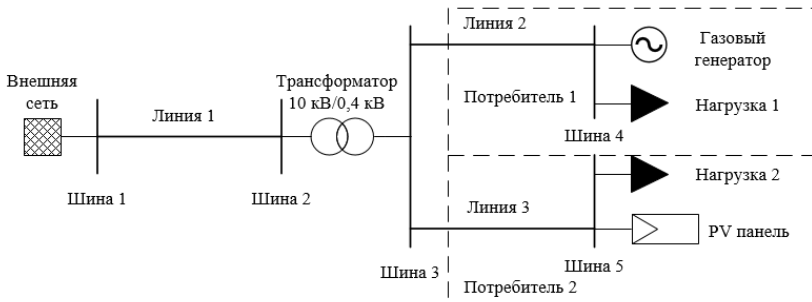 Внешняя
сеть
Линия 1
Шина 1
Шина 2
Трансформатор
10 кВ/0,4 кВ
Шина 3
Линия 2
Потребитель 1
Шина 4
Газовый
генератор
Нагрузка 1
Нагрузка 2
Линия 3
PV панель
Шина 5
Потребитель 2